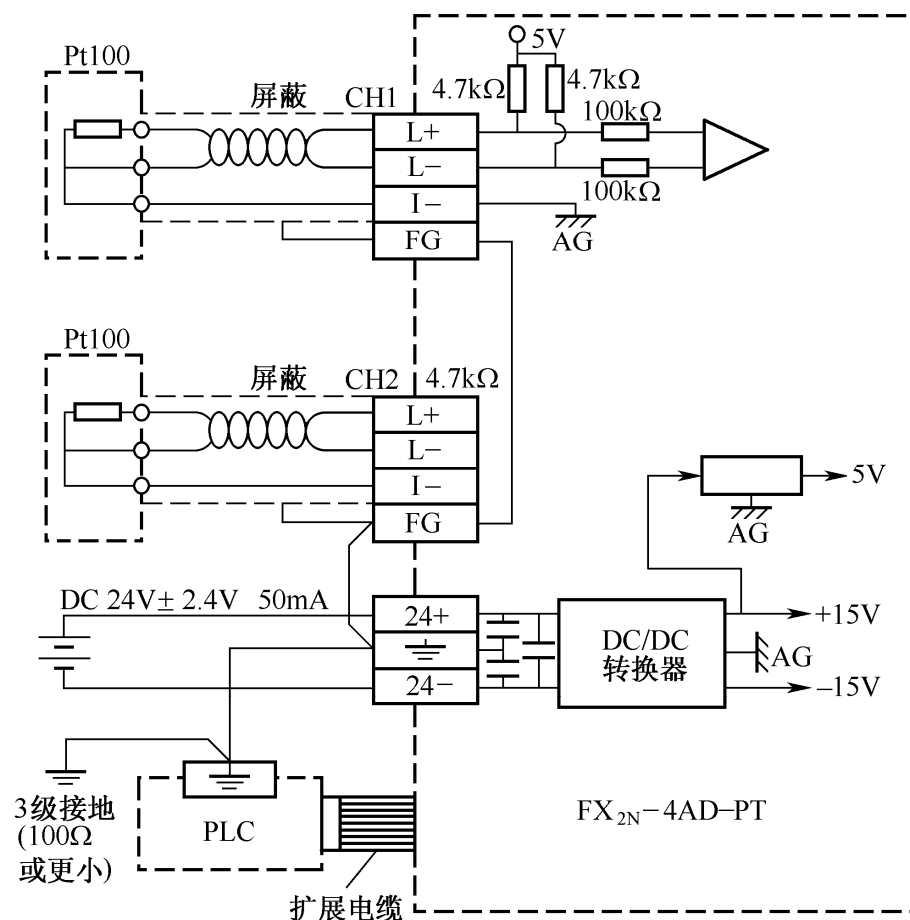 5V
Pt100
屏蔽
CH1
4.7kΩ
4.7kΩ
100kΩ
L+
L−
100kΩ
I−
AG
FG
Pt100
屏蔽
CH2
4.7kΩ
L+
L−
I−
FG
5V
AG
DC 24V± 2.4V 50mA
24+
24−
DC/DC
转换器
+15V
AG
−15V
3级接地
(100Ω
或更小)
PLC
扩展电缆
FX2N−4AD−PT